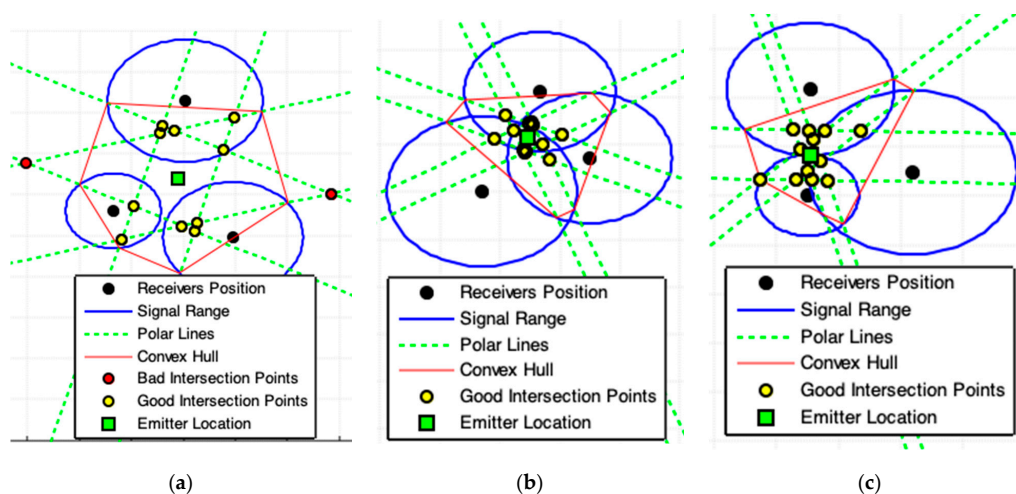 Receivers Position
Signal Range
Polar Lines
Convex Hull
Bad Intersection Points
Good Intersection Points
Emitter Location
(a)
Receivers Position
Signal Range
Polar Lines
Convex Hull
Good Intersection Points
Emitter Location
(b)
Receivers Position
Signal Range
Polar Lines
Convex Hull
Good Intersection Points
Emitter Location
(c)